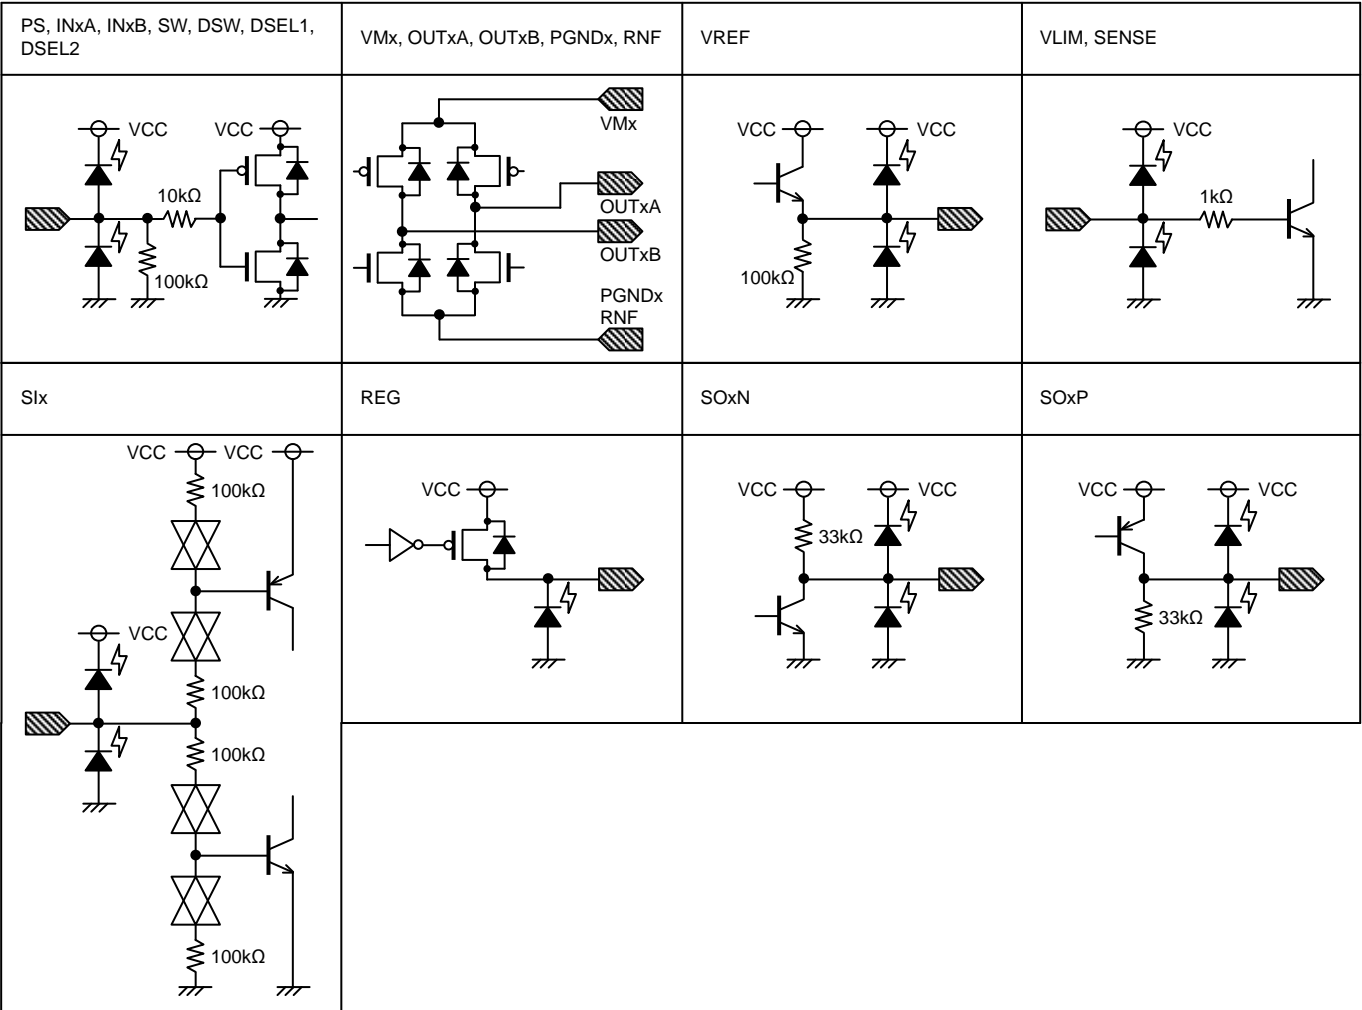 PS, INxA, INxB, SW, DSW, DSEL1,
DSEL2
VMx, OUTxA, OUTxB, PGNDx, RNF
VREF
VLIM, SENSE
VCC
VCC
10kΩ
100kΩ
VMx
OUTxA
OUTxB
PGNDx
RNF
VCC
VCC
100kΩ
VCC
1kΩ
SIx
REG
SOxN
SOxP
VCC
VCC
100kΩ
VCC
100kΩ
100kΩ
100kΩ
VCC
VCC
VCC
33kΩ
VCC
VCC
33kΩ